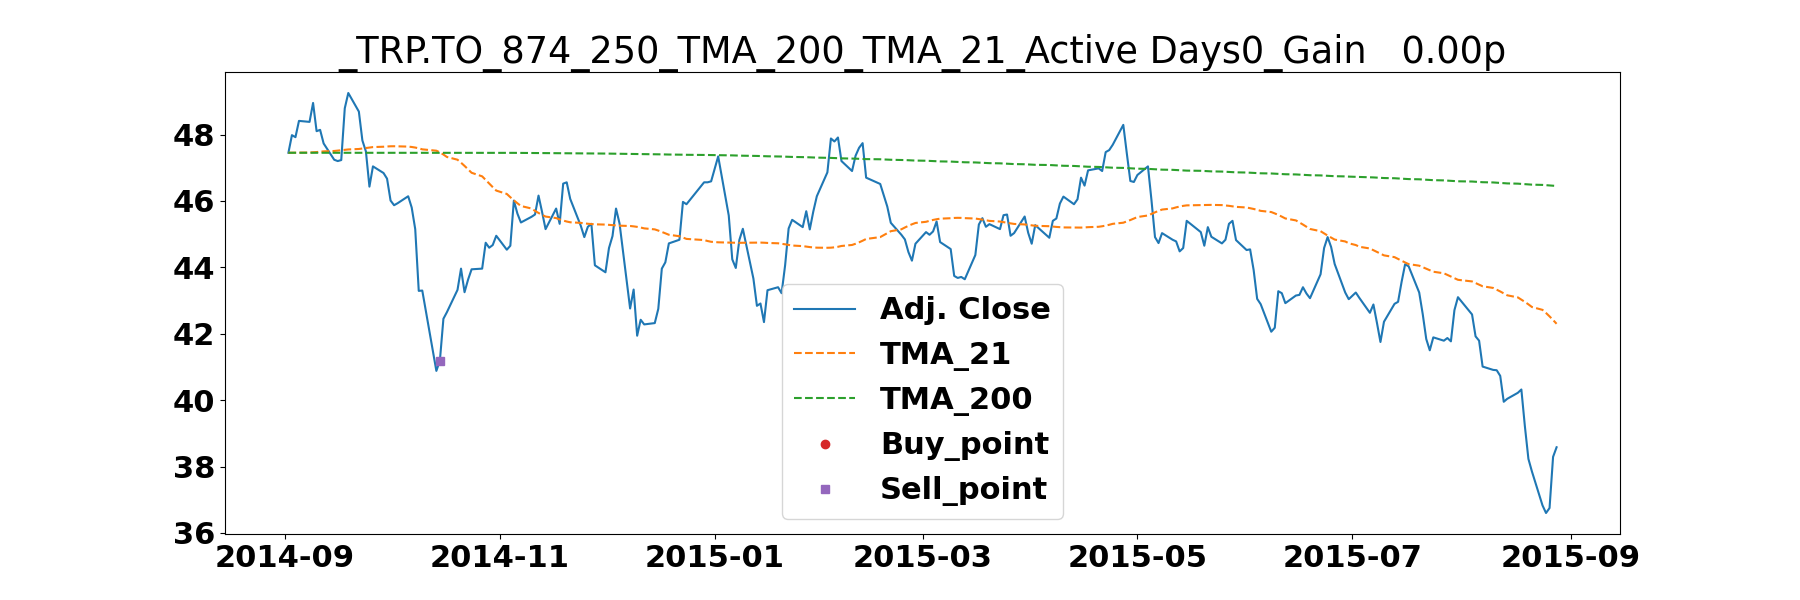 _TRP.TO_874_250_TMA_200_TMA_21_Active Days0_Gain   0.00p
48
46
44
42
40
38
36
Adj. Close
TMA_21
TMA_200
Buy_point
Sell_point
2014-09 2014-11 2015-01 2015-03 2015-05 2015-07 2015-09